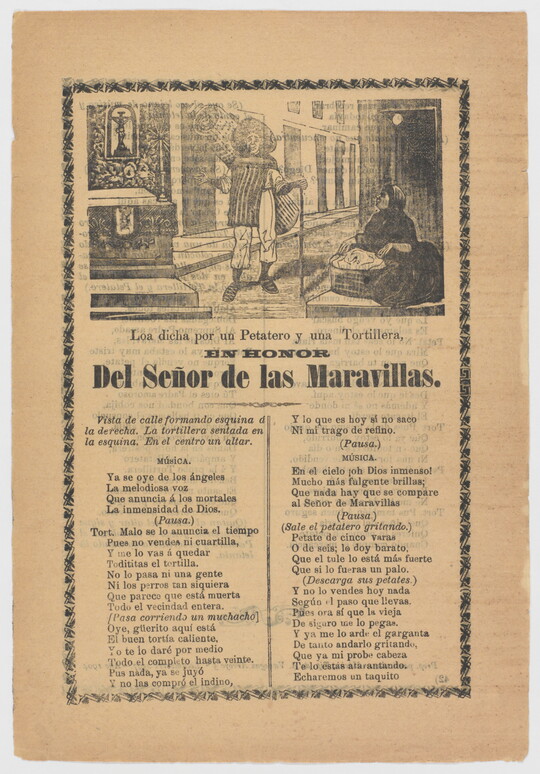 Loa dicha por un Petatero y una Tortillera,
EN HONOR
Del Señor de las Maravillas.
Vista de calle formando esquina á
la derecha. La tortillera sentada en
la esquina. En el centro un altar.
MÚSICA.
Ya se oye de los ángeles
La melodiosa voz
Que anuncia á los mortales
La inmensidad de Dios.
(Pausa.)
Tort. Malo se lo anuncia el tiempo
Pues no vendes ni cuartilla,
Y me lo vas á quedar
Todititas el tortilla.
No lo pasa ni una gente
Ni los perros tan siquiera
Que parece que está muerta
Todo el vecindad entera.
[Pasa corriendo un muchacho]
Oye, güerito aquí está
El buen tortía caliente,
Yo te lo daré por medio
Todo el completo hasta veinte.
Pus nada, ya se juyó
Y no las compró el indino,
Y lo que es hoy si no saco
Ni mi trago de refino.
(Pausa.)
MÚSICA.
En el cielo ¡oh Dios inmenso!
Mucho más fulgente brillas;
Que nada hay que se compare
al Señor de Maravillas
(Pausa.)
(Sale el petatero gritando.)
Petate de cinco varas
O de seis; lo doy barato,
Que el tule lo está más fuerte
Que si lo fueras un palo.
(Descarga sus petates.)
Y no lo vendes hoy nada
Según el paso que llevas.
Pues ora sí que la vieja
De sigaro me lo pegas.
Y ya me lo arde el garganta
De tanto andarlo gritando,
Que ya mi probe cabeza
Te lo estás atarantando.
Echaremos un taquito